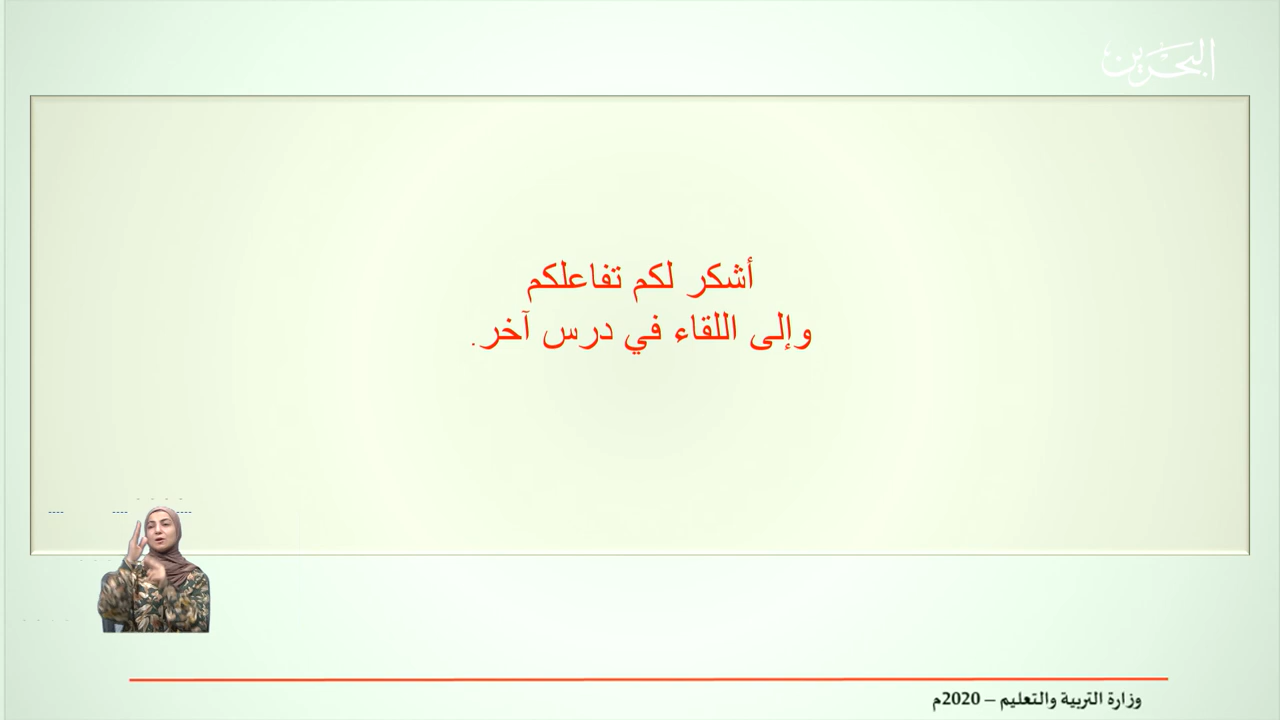 البحرين
أشكر لكم تفاعلكم
وإلى اللقاء في درس آخر.
وزارة التربية والتعليم – 2020م